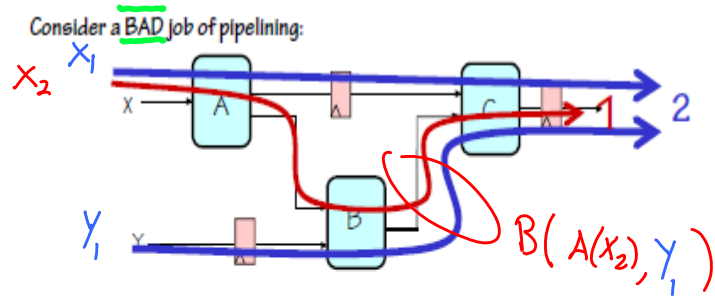 Consider a BAD job of pipelining:
X₁
X₂
X
A
C
1
2
B
Y₁
Y
B(A(X₂), Y₁)